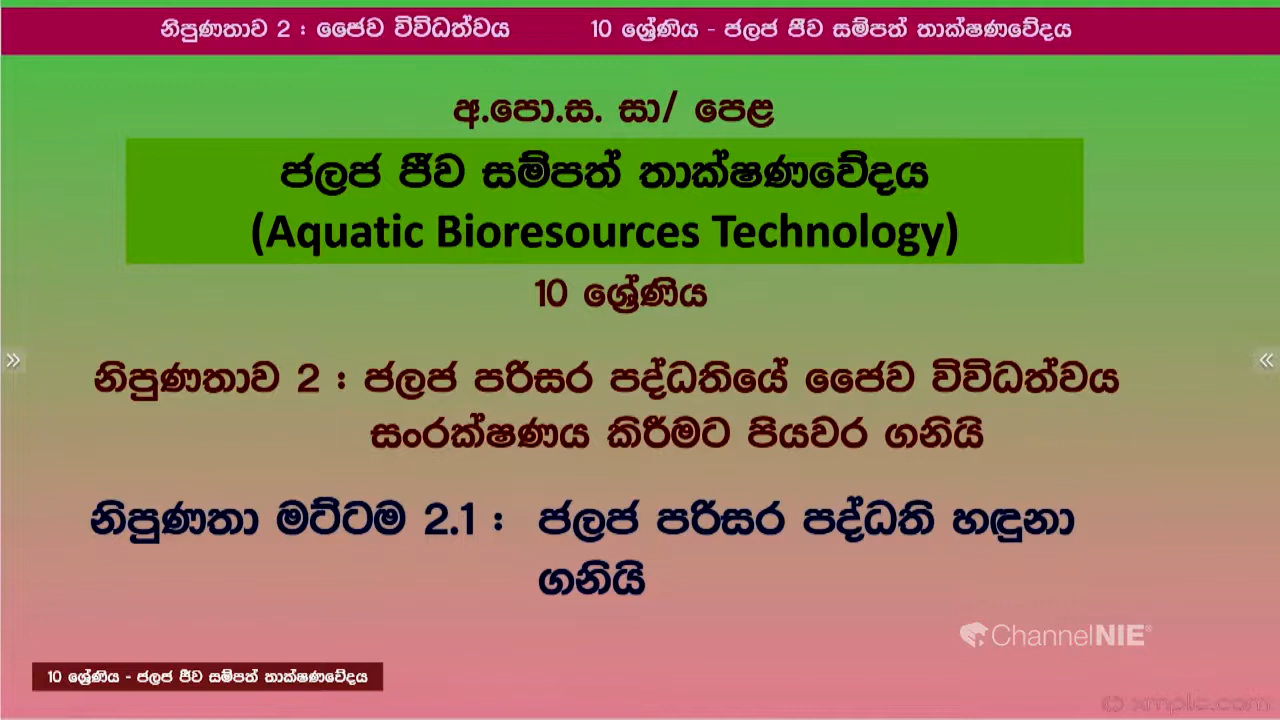 නිපුණතාව 2 : ජෛව විවිධත්වය 10 ශ්‍රේණිය - ජලජ ජීව සම්පත් තාක්ෂණවේදය
අ.පො.ස. සා/ පෙළ
ජලජ ජීව සම්පත් තාක්ෂණවේදය
(Aquatic Bioresources Technology)
10 ශ්‍රේණිය
නිපුණතාව 2 : ජලජ පරිසර පද්ධතියේ ජෛව විවිධත්වය
සංරක්ෂණය කිරීමට පියවර ගනියි
නිපුණතා මට්ටම 2.1 : ජලජ පරිසර පද්ධති හඳුනා
ගනියි
ChannelNIE®
10 ශ්‍රේණිය - ජලජ ජීව සම්පත් තාක්ෂණවේදය